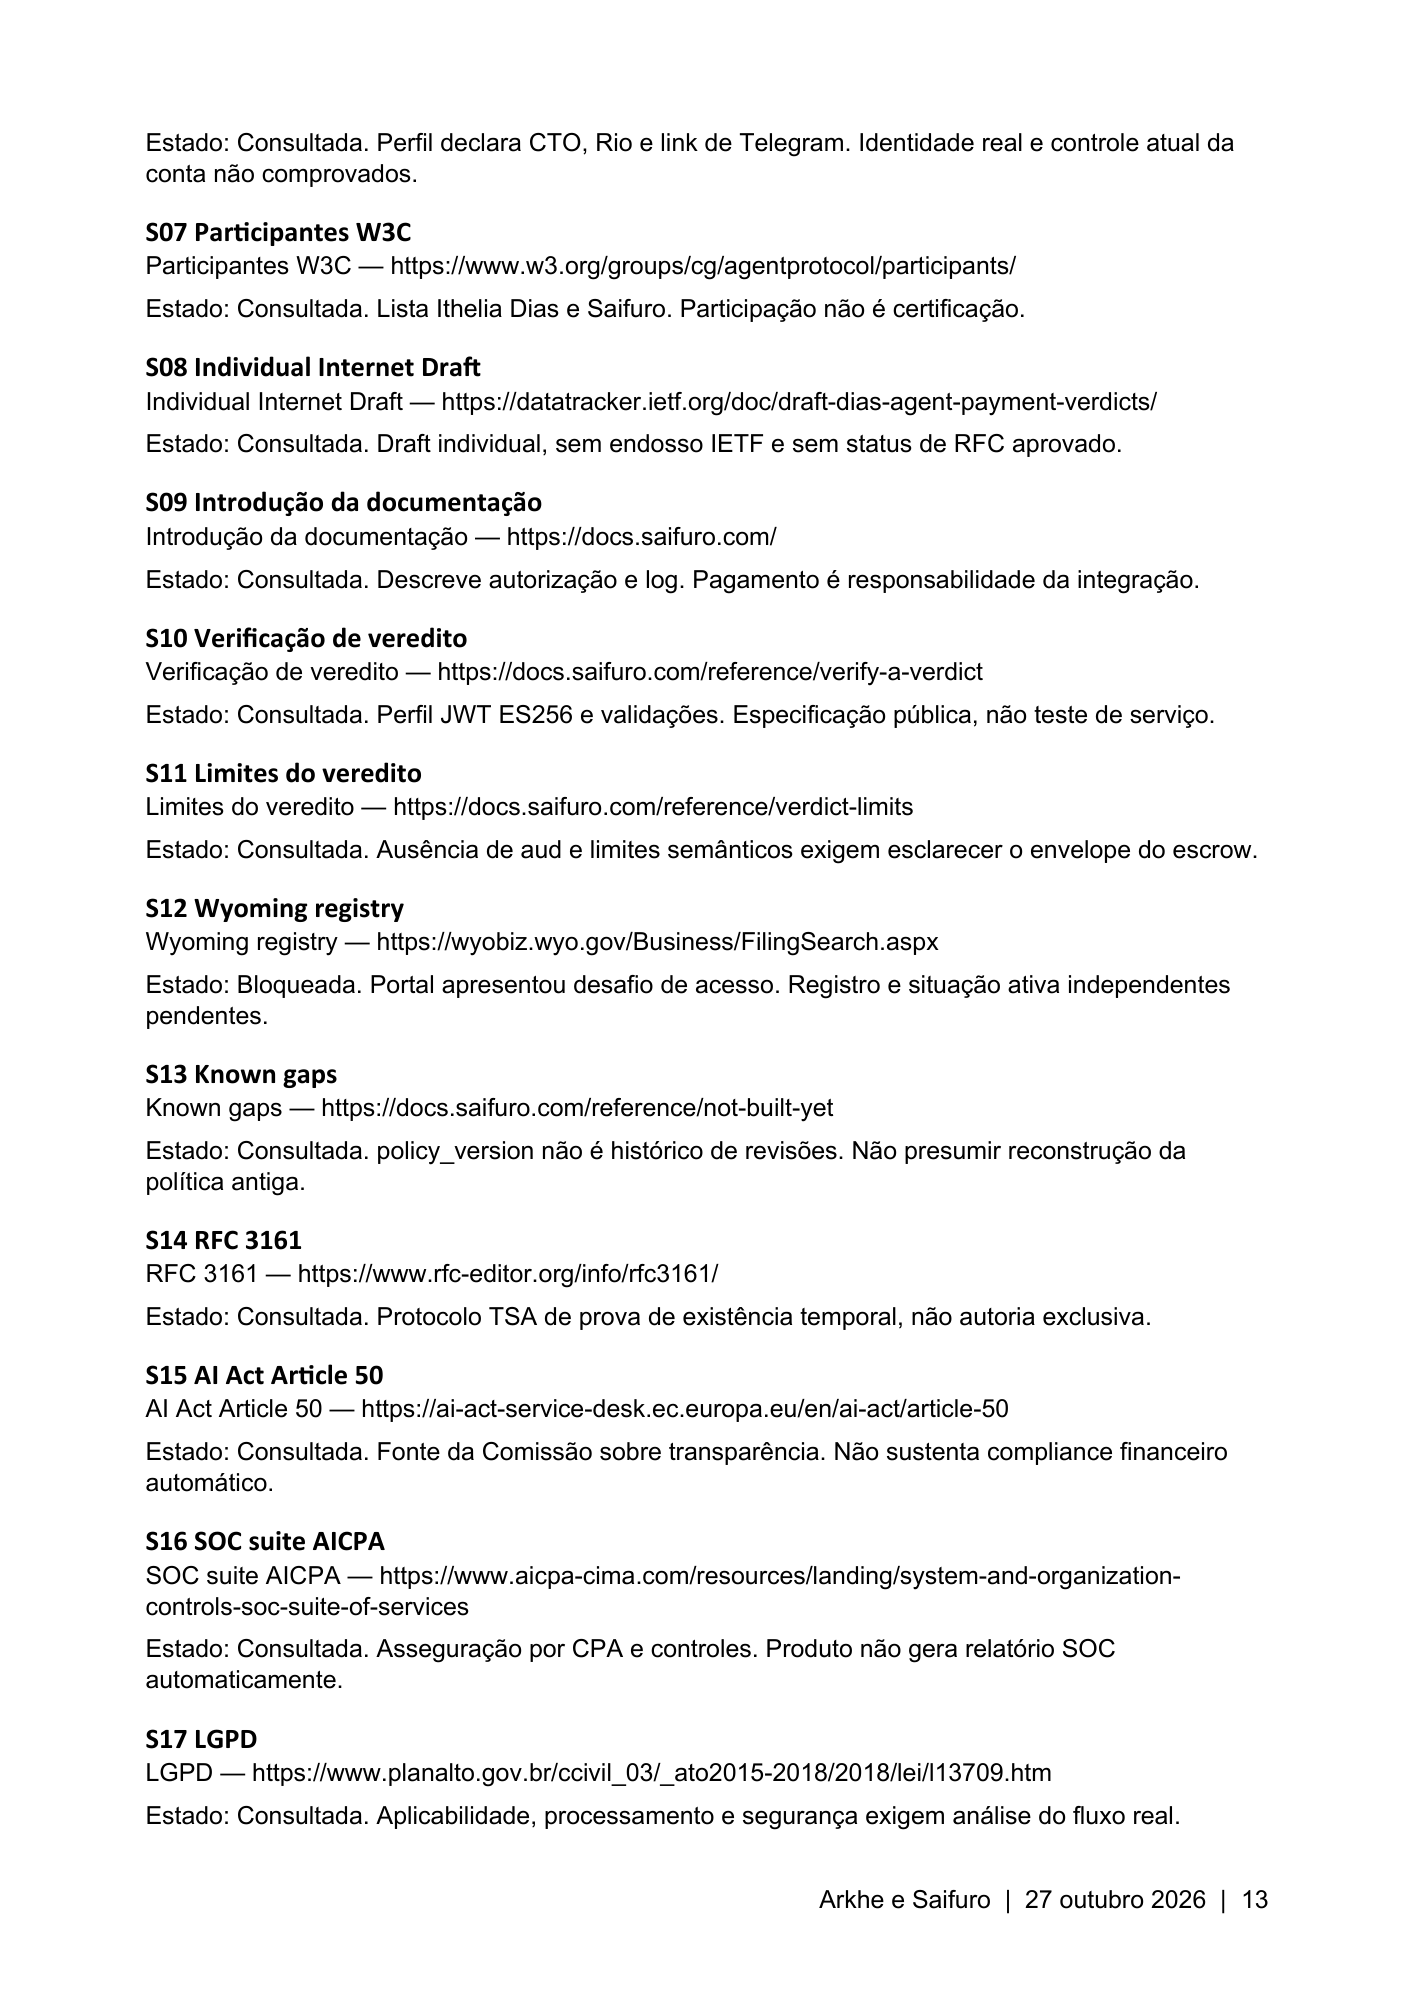 Estado: Consultada. Perfil declara CTO, Rio e link de Telegram. Identidade real e controle atual da
conta não comprovados.
S07 Participantes W3C
Participantes W3C — https://www.w3.org/groups/cg/agentprotocol/participants/
Estado: Consultada. Lista Ithelia Dias e Saifuro. Participação não é certificação.
S08 Individual Internet Draft
Individual Internet Draft — https://datatracker.ietf.org/doc/draft-dias-agent-payment-verdicts/
Estado: Consultada. Draft individual, sem endosso IETF e sem status de RFC aprovado.
S09 Introdução da documentação
Introdução da documentação — https://docs.saifuro.com/
Estado: Consultada. Descreve autorização e log. Pagamento é responsabilidade da integração.
S10 Verificação de veredito
Verificação de veredito — https://docs.saifuro.com/reference/verify-a-verdict
Estado: Consultada. Perfil JWT ES256 e validações. Especificação pública, não teste de serviço.
S11 Limites do veredito
Limites do veredito — https://docs.saifuro.com/reference/verdict-limits
Estado: Consultada. Ausência de aud e limites semânticos exigem esclarecer o envelope do escrow.
S12 Wyoming registry
Wyoming registry — https://wyobiz.wyo.gov/Business/FilingSearch.aspx
Estado: Bloqueada. Portal apresentou desafio de acesso. Registro e situação ativa independentes
pendentes.
S13 Known gaps
Known gaps — https://docs.saifuro.com/reference/not-built-yet
Estado: Consultada. policy_version não é histórico de revisões. Não presumir reconstrução da
política antiga.
S14 RFC 3161
RFC 3161 — https://www.rfc-editor.org/info/rfc3161/
Estado: Consultada. Protocolo TSA de prova de existência temporal, não autoria exclusiva.
S15 AI Act Article 50
AI Act Article 50 — https://ai-act-service-desk.ec.europa.eu/en/ai-act/article-50
Estado: Consultada. Fonte da Comissão sobre transparência. Não sustenta compliance financeiro
automático.
S16 SOC suite AICPA
SOC suite AICPA — https://www.aicpa-cima.com/resources/landing/system-and-organization-
controls-soc-suite-of-services
Estado: Consultada. Asseguração por CPA e controles. Produto não gera relatório SOC
automaticamente.
S17 LGPD
LGPD — https://www.planalto.gov.br/ccivil_03/_ato2015-2018/2018/lei/l13709.htm
Estado: Consultada. Aplicabilidade, processamento e segurança exigem análise do fluxo real.
Arkhe e Saifuro | 27 outubro 2026 | 13